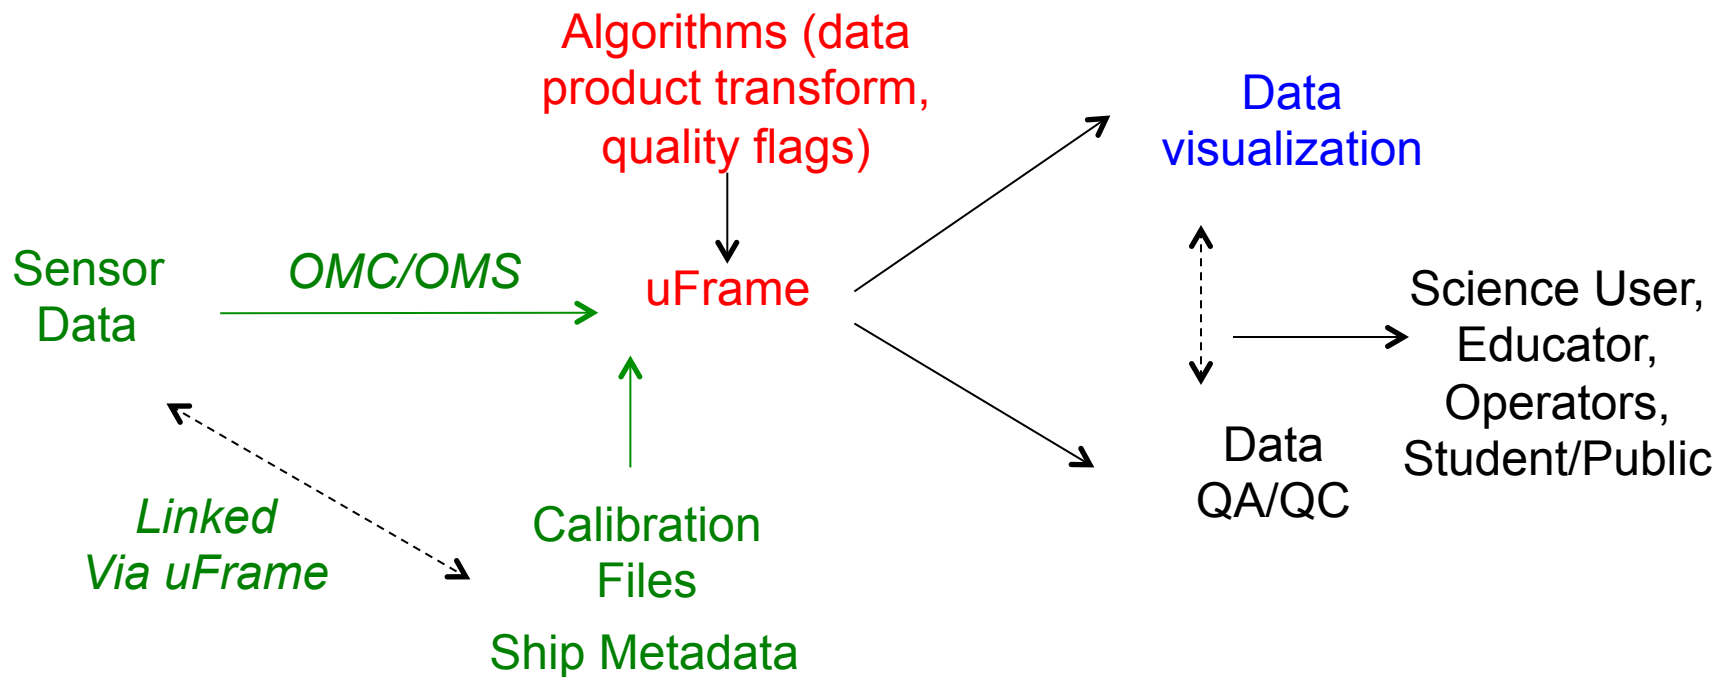 Algorithms (data
product transform,
quality flags)
Data
visualization
Sensor
Data
OMC/OMS
uFrame
Science User,
Educator,
Operators,
Student/Public
Data
QA/QC
Linked
Via uFrame
Calibration
Files
Ship Metadata